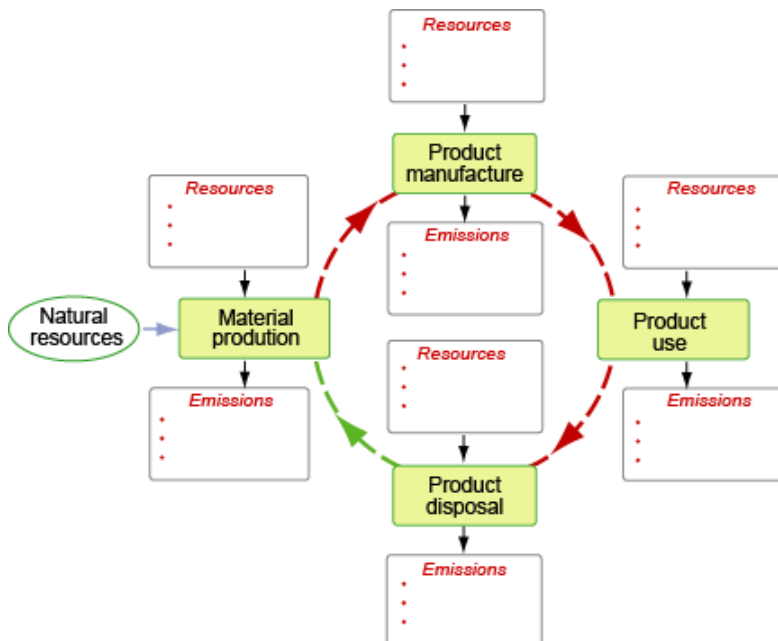 Resources
Product
manufacture
Resources
Emissions
Resources
Natural
resources
Material
prodution
Product
use
Resources
Emissions
Emissions
Product
disposal
Emissions